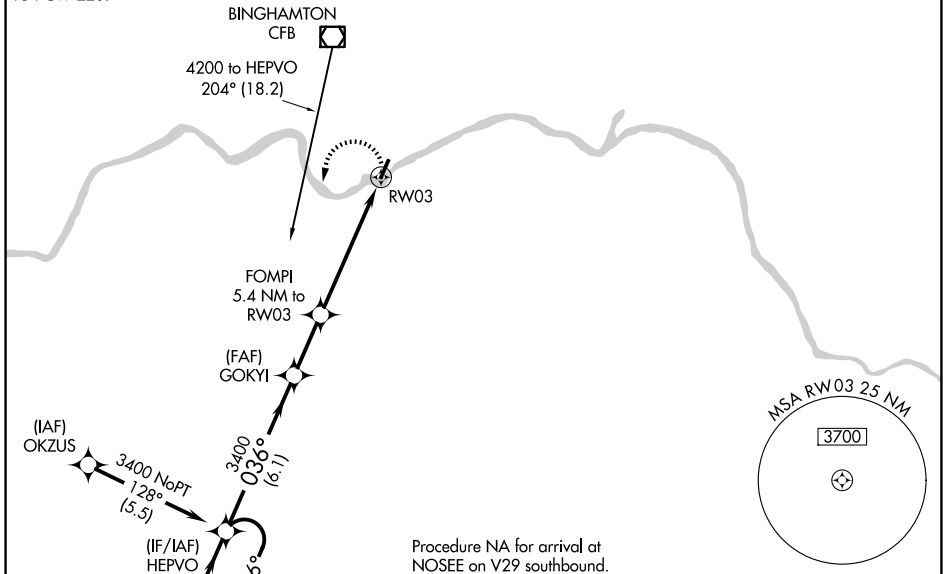 BINGHAMTON
CFB
4200 to HEPVO
204° (18.2)
RW03
FOMPI
5.4 NM to
RW03
(FAF)
GOKYI
(IAF)
OKZUS
3400 NoPT
128°
(5.5)
3400
036°
(6.1)
(IF/IAF)
HEPVO
MSA RW03 25 NM
3700
Procedure NA for arrival at
NOSEE on V29 southbound.